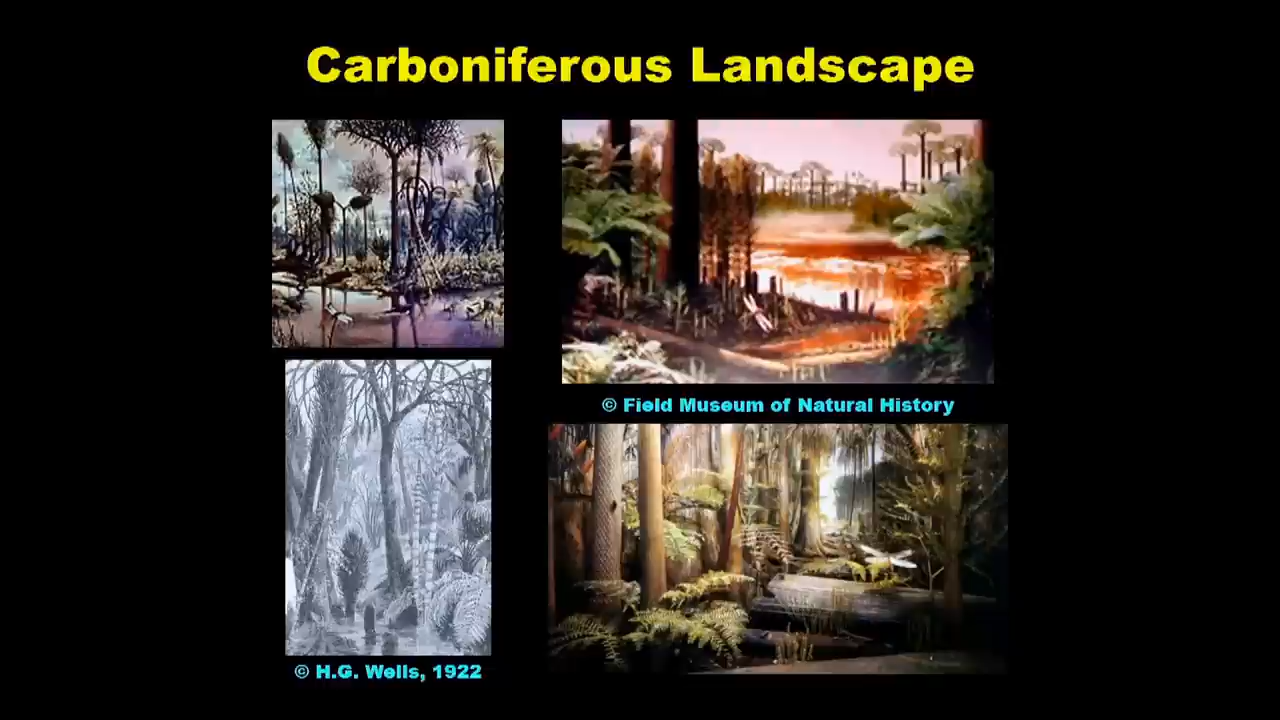 Carboniferous Landscape
© Field Museum of Natural History
© H.G. Wells, 1922